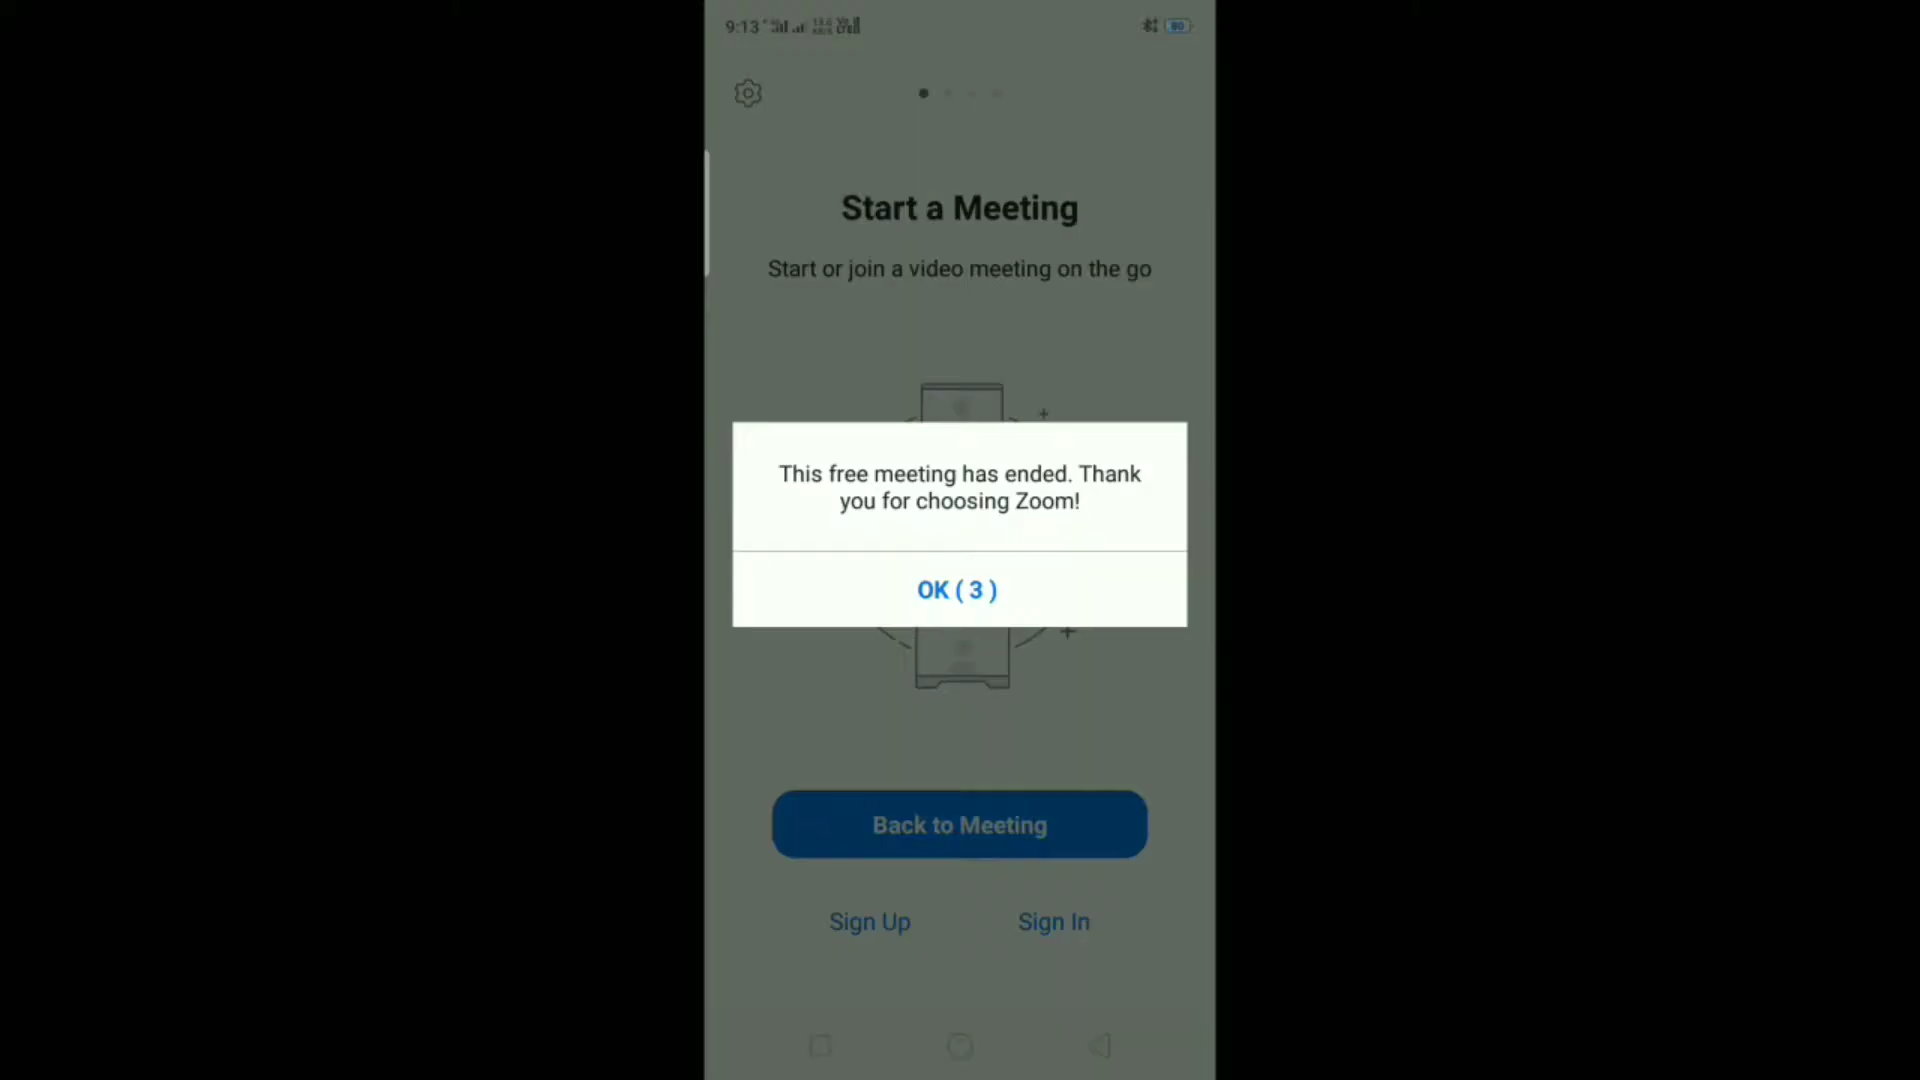 9:13
80
Start a Meeting
Start or join a video meeting on the go
This free meeting has ended. Thank
you for choosing Zoom!
OK ( 3 )
Back to Meeting
Sign Up
Sign In